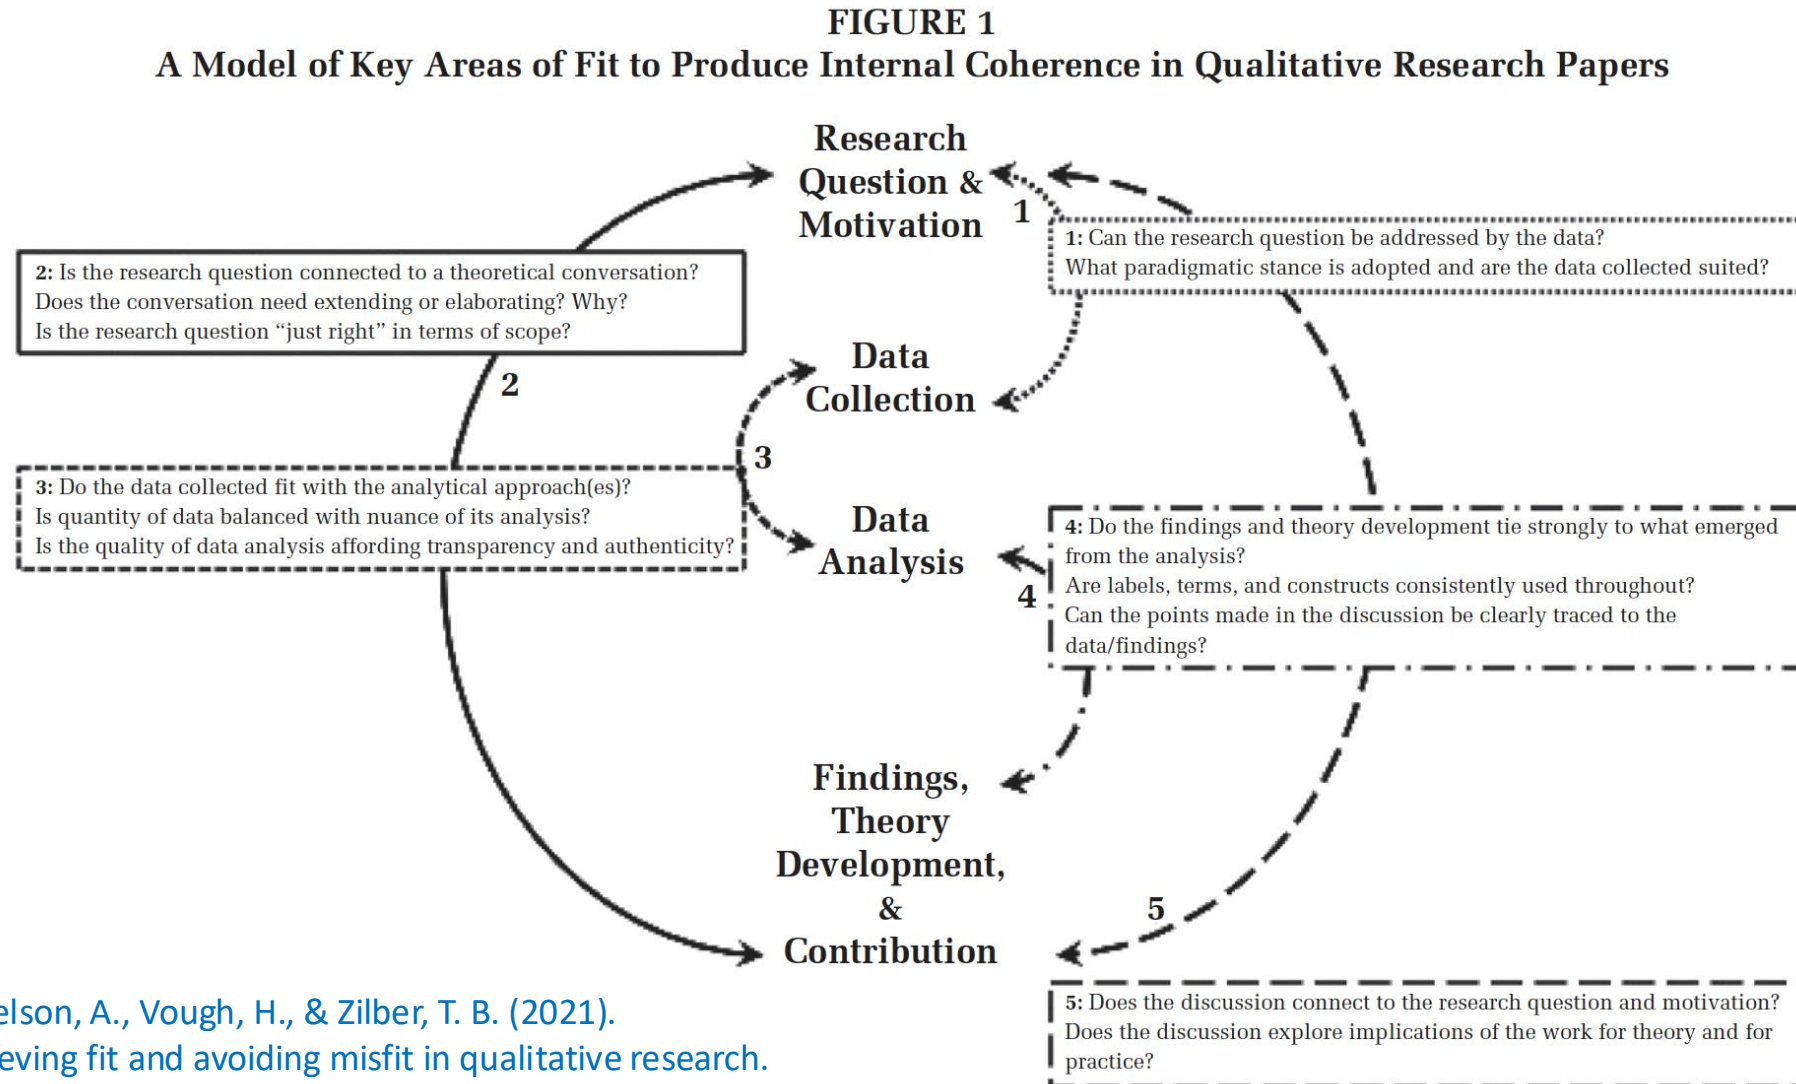 FIGURE 1
A Model of Key Areas of Fit to Produce Internal Coherence in Qualitative Research Papers
Research
Question &
Motivation
1
1: Can the research question be addressed by the data?
What paradigmatic stance is adopted and are the data collected suited?
2: Is the research question connected to a theoretical conversation?
Does the conversation need extending or elaborating? Why?
Is the research question “just right” in terms of scope?
2
Data
Collection
3
3: Do the data collected fit with the analytical approach(es)?
Is quantity of data balanced with nuance of its analysis?
Is the quality of data analysis affording transparency and authenticity?
Data
Analysis
4
4: Do the findings and theory development tie strongly to what emerged
from the analysis?
Are labels, terms, and constructs consistently used throughout?
Can the points made in the discussion be clearly traced to the
data/findings?
Findings,
Theory
Development,
&
Contribution
5
5: Does the discussion connect to the research question and motivation?
Does the discussion explore implications of the work for theory and for
practice?
elson, A., Vough, H., & Zilber, T. B. (2021).
eving fit and avoiding misfit in qualitative research.